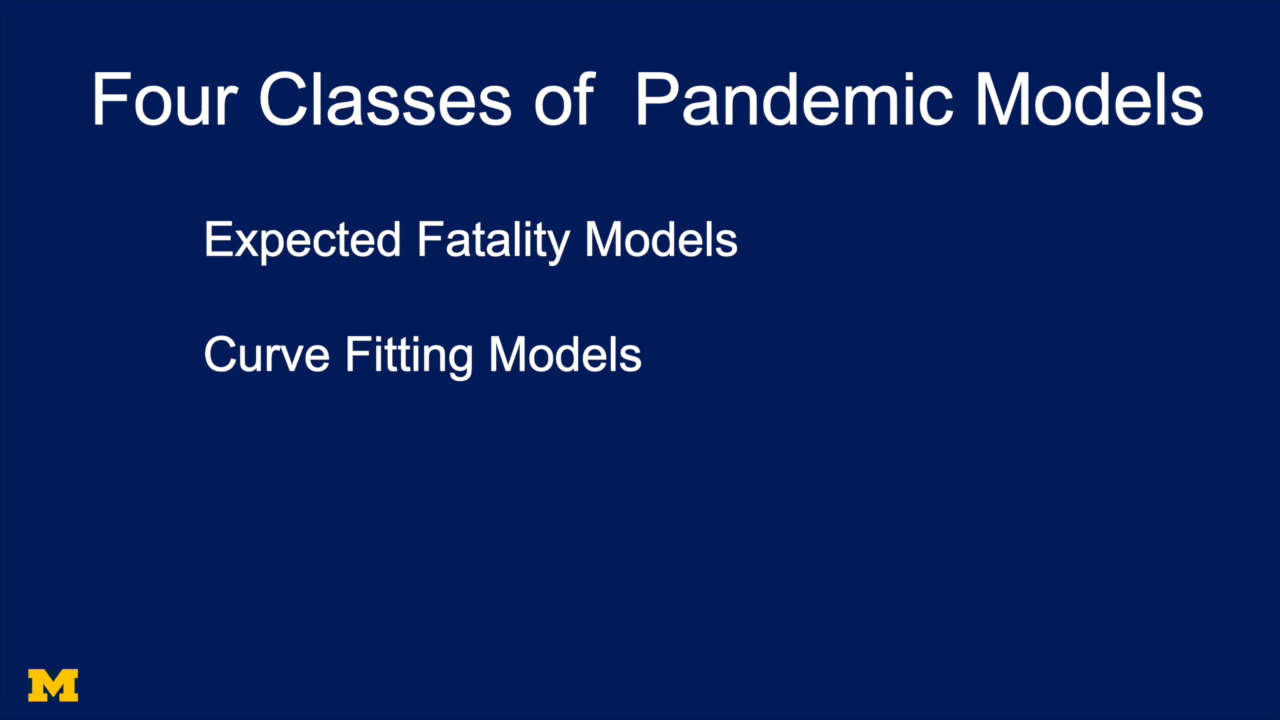 Four Classes of  Pandemic Models
Expected Fatality Models
Curve Fitting Models
M